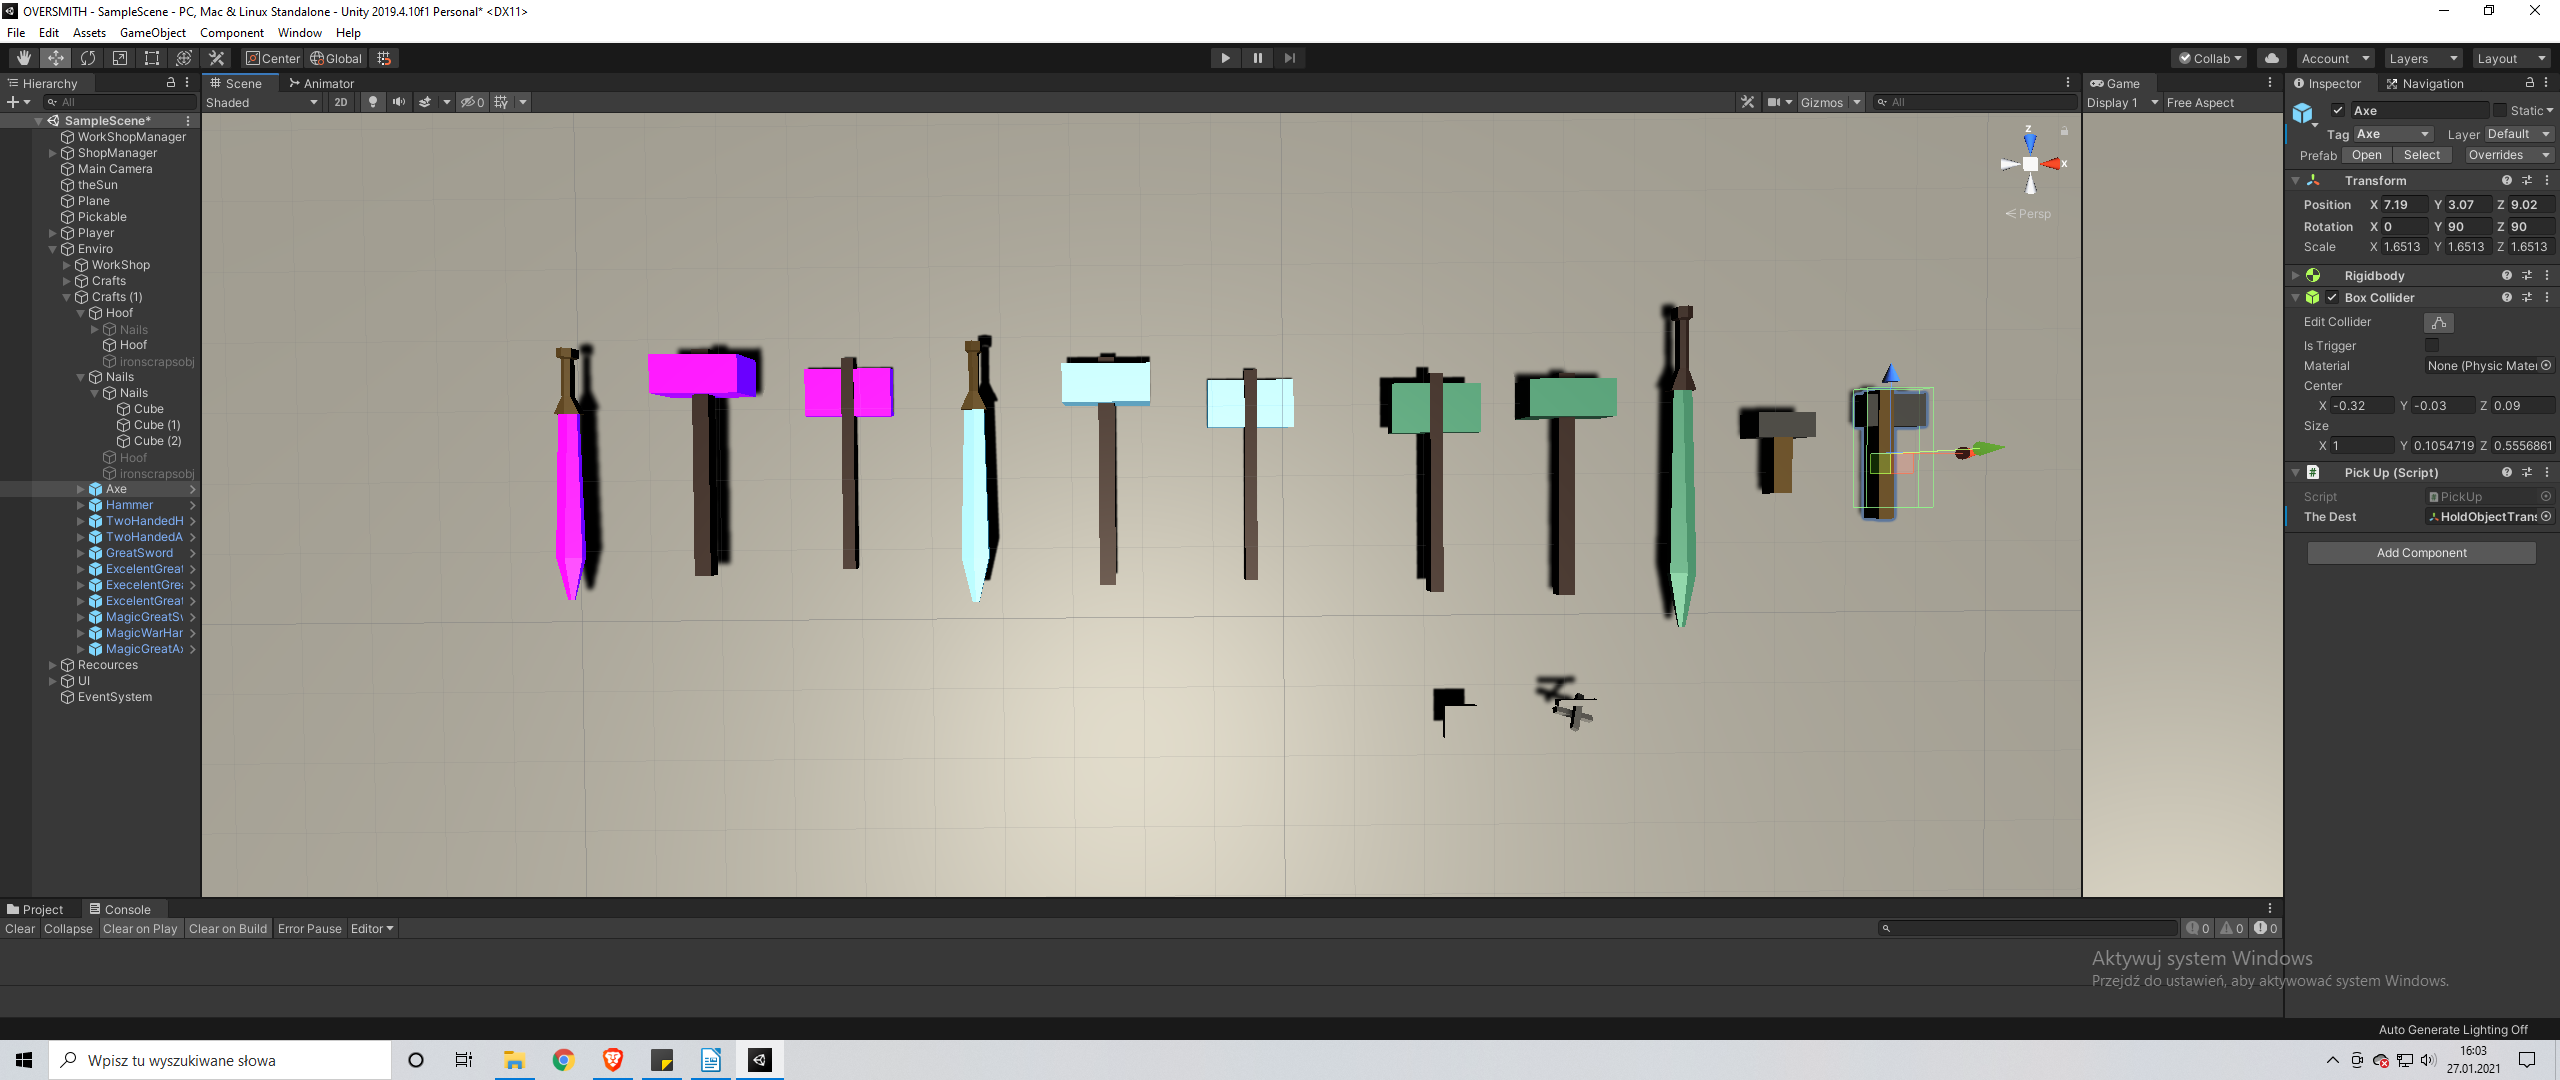 OVERSMITH - SampleScene - PC, Mac & Linux Standalone - Unity 2019.4.10f1 Personal* <DX11>
File Edit Assets GameObject Component Window Help
Center Global Collab Account Layers Layout
Hierarchy Scene Animator Game Inspector Navigation
All Shaded 2D 0 Gizmos All Display 1 Free Aspect
SampleScene*
WorkShopManager
ShopManager
Main Camera
theSun
Plane
Pickable
Player
Enviro
WorkShop
Crafts
Crafts (1)
Hoof
Nails
Hoof
ironscrapsobj
Nails
Nails
Cube
Cube (1)
Cube (2)
Hoof
ironscrapsobj
Axe
Hammer
TwoHandedH
TwoHandedA
GreatSword
ExcelentGreat
ExecelentGrea
ExcelentGreat
MagicGreatSw
MagicWarHar
MagicGreatAx
Recources
UI
EventSystem
z
x
Persp
Axe Static
Tag Axe Layer Default
Prefab Open Select Overrides
Transform
Position X 7.19 Y 3.07 Z 9.02
Rotation X 0 Y 90 Z 90
Scale X 1.6513 Y 1.6513 Z 1.6513
Rigidbody
Box Collider
Edit Collider
Is Trigger
Material None (Physic Mater
Center
X -0.32 Y -0.03 Z 0.09
Size
X 1 Y 0.1054719 Z 0.5556861
# Pick Up (Script)
Script PickUp
The Dest HoldObjectTrans
Add Component
Project Console
Clear Collapse Clear on Play Clear on Build Error Pause Editor 0 0 0
Aktywuj system Windows
Przejdź do ustawień, aby aktywować system Windows.
Auto Generate Lighting Off
Wpisz tu wyszukiwane słowa
16:03
27.01.2021